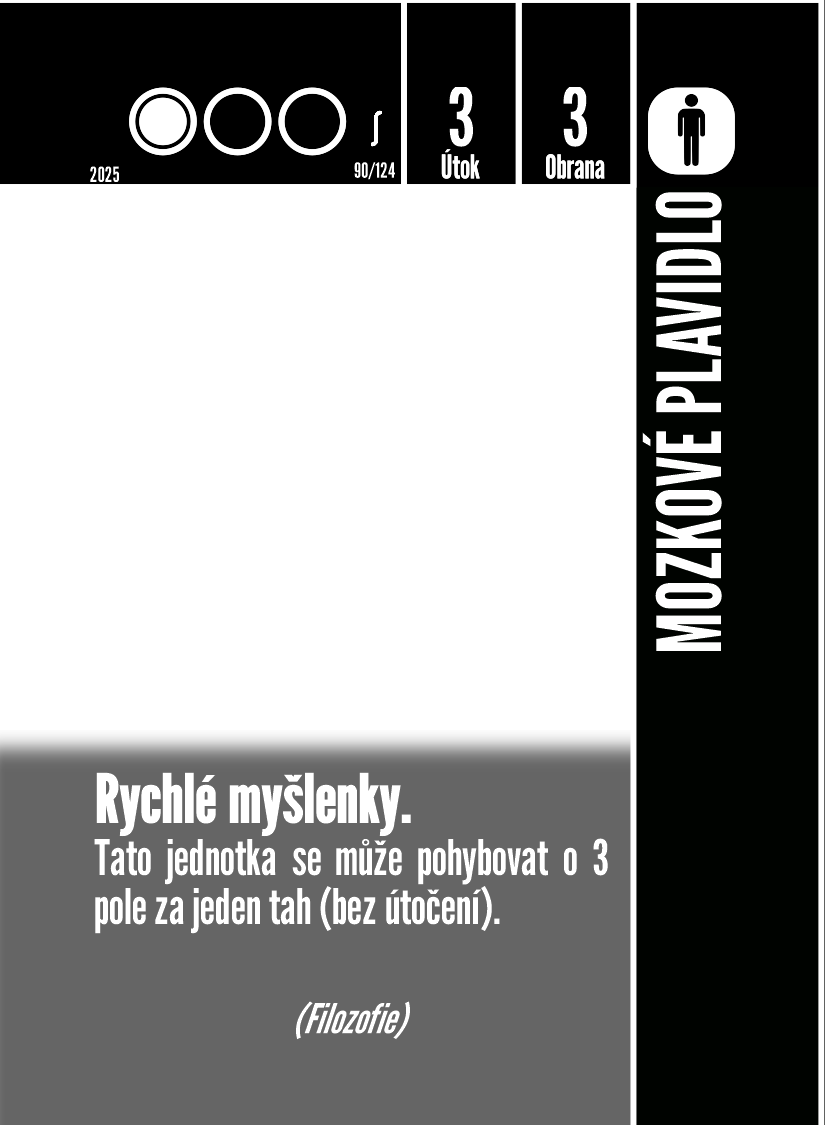 2025
ʃ
90/124
3
Útok
3
Obrana
MOZKOVÉ PLAVIDLO
Rychlé myšlenky.
Tato jednotka se může pohybovat o 3
pole za jeden tah (bez útočení).
(Filozofie)